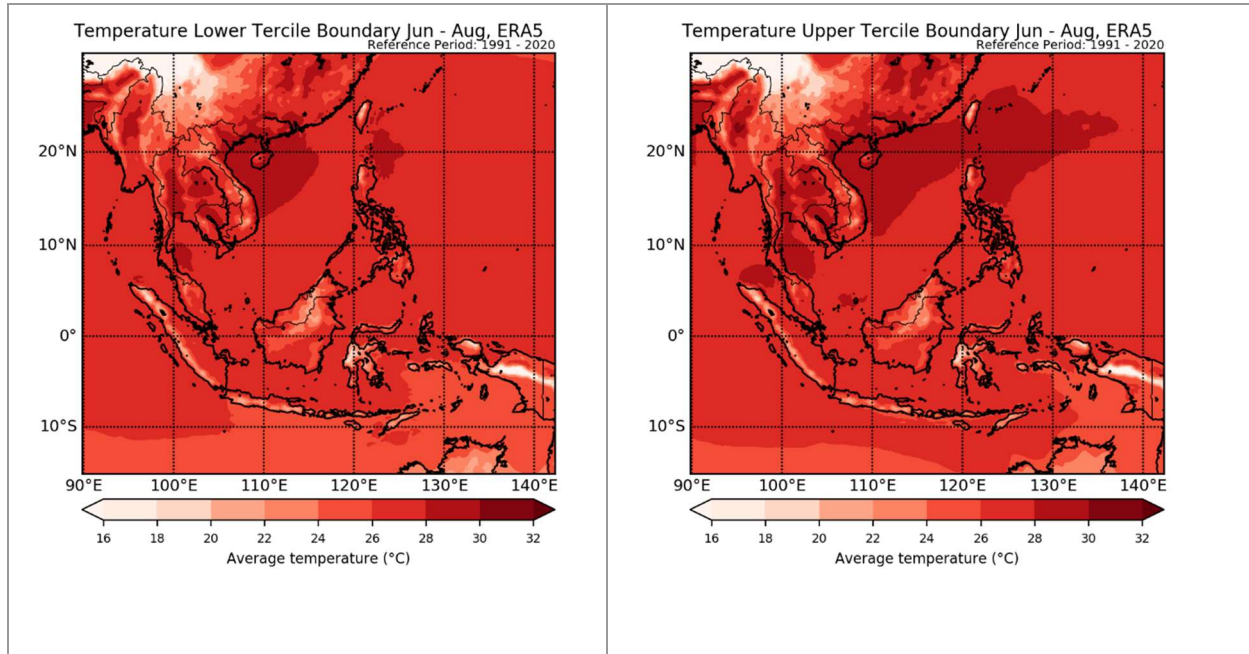 Temperature Lower Tercile Boundary Jun - Aug, ERA5
Reference Period: 1991 - 2020
20°N
10°N
0°
10°S
90°E 100°E 110°E 120°E 130°E 140°E
16 18 20 22 24 26 28 30 32
Average temperature (°C)
Temperature Upper Tercile Boundary Jun - Aug, ERA5
Reference Period: 1991 - 2020
20°N
10°N
0°
10°S
90°E 100°E 110°E 120°E 130°E 140°E
16 18 20 22 24 26 28 30 32
Average temperature (°C)